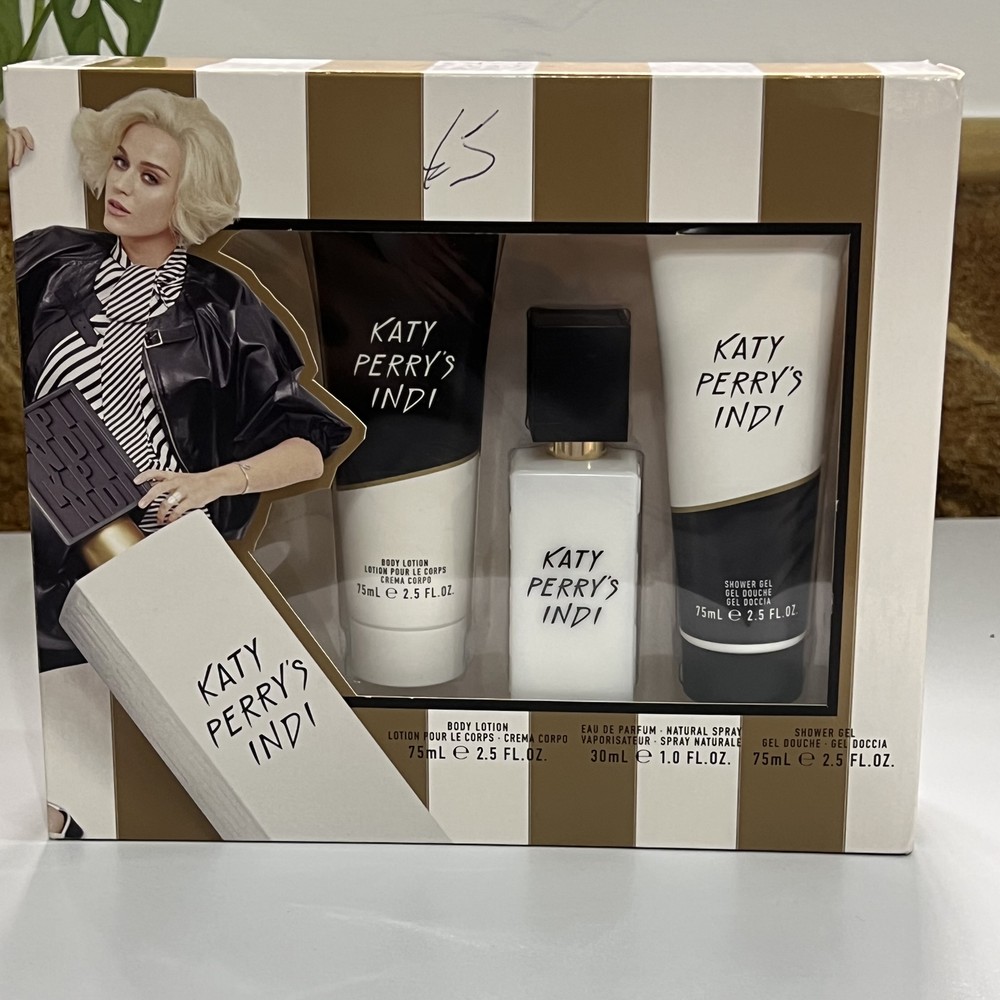 £5
KATY
PERRY'S
INDI
BODY LOTION
LOTION POUR LE CORPS
CREMA CORPO
75mL ℮ 2.5 FL.OZ.
KATY
PERRY'S
INDI
KATY
PERRY'S
INDI
SHOWER GEL
GEL DOUCHE
GEL DOCCIA
75mL ℮ 2.5 FL.OZ.
KATY
PERRY'S
INDI
BODY LOTION
LOTION POUR LE CORPS · CREMA CORPO
75mL ℮ 2.5 FL.OZ.
EAU DE PARFUM · NATURAL SPRAY
VAPORISATEUR · SPRAY NATURALE
30mL ℮ 1.0 FL.OZ.
SHOWER GEL
GEL DOUCHE · GEL DOCCIA
75mL ℮ 2.5 FL.OZ.